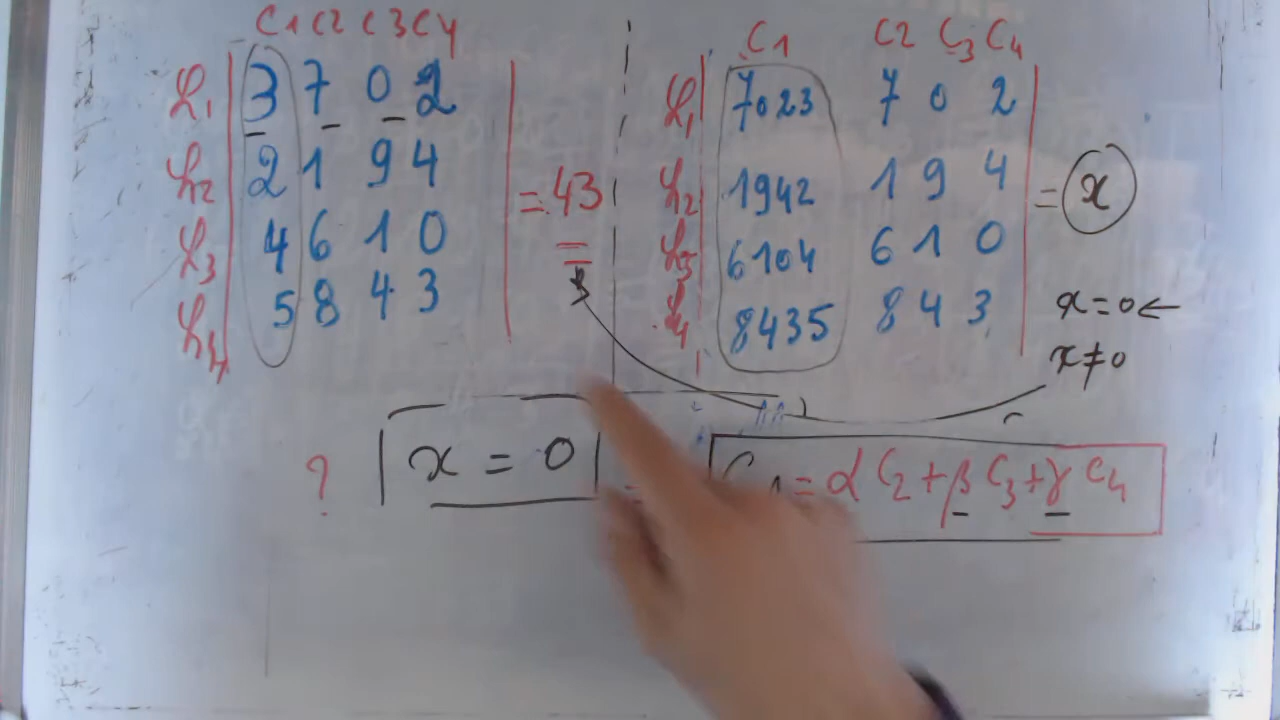 C1 C2 C3 C4
L1 3 7 0 2
L2 2 1 9 4
L3 4 6 1 0
L4 5 8 4 3
= 43
C1 C2 C3 C4
L1 7023 7 0 2
L2 1942 1 9 4
L3 6104 6 1 0
L4 8435 8 4 3
= x
x = 0 ←
x ≠ 0
? x = 0
C1 = α C2 + β C3 + γ C4